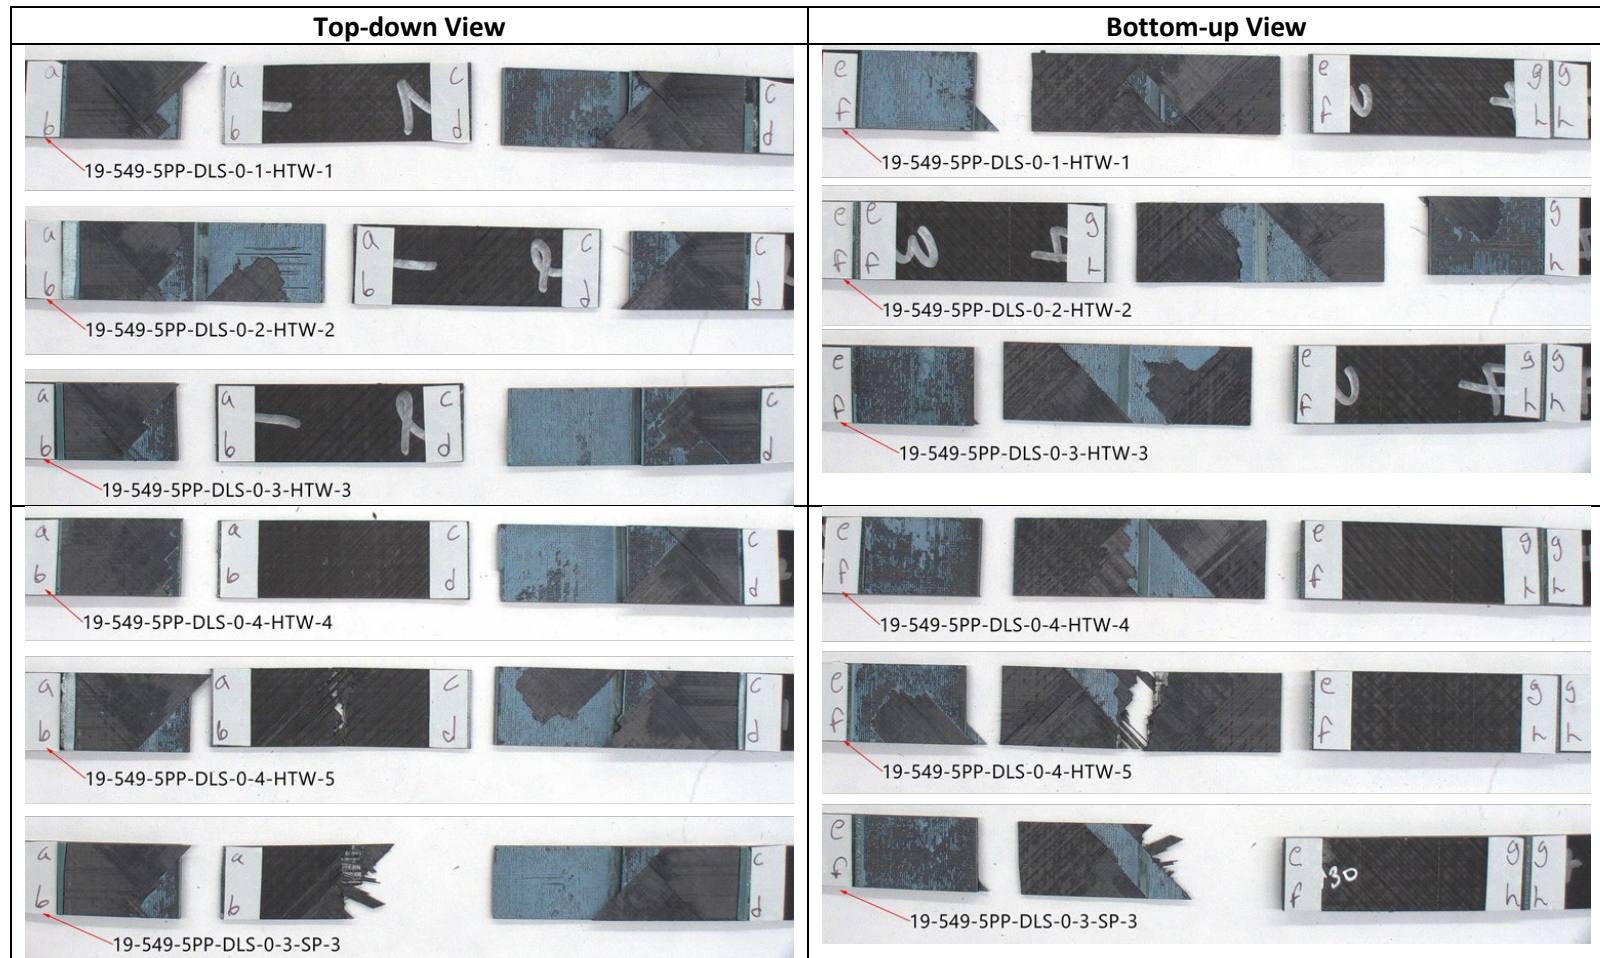 Top-down View
Bottom-up View
a a c c
b b d d
19-549-5PP-DLS-0-1-HTW-1
e e g g
f f h h
19-549-5PP-DLS-0-1-HTW-1
a a c c
b b d d
19-549-5PP-DLS-0-2-HTW-2
e e 3 4 g g
f f h h
19-549-5PP-DLS-0-2-HTW-2
a a c c
b b d d
19-549-5PP-DLS-0-3-HTW-3
e e 4 g g
f f h h
19-549-5PP-DLS-0-3-HTW-3
a a c c
b b d d
19-549-5PP-DLS-0-4-HTW-4
e e g g
f f h h
19-549-5PP-DLS-0-4-HTW-4
a a c c
b b d d
19-549-5PP-DLS-0-4-HTW-5
e e g g
f f h h
19-549-5PP-DLS-0-4-HTW-5
a a c
b b d
19-549-5PP-DLS-0-3-SP-3
e e 30 g g
f f h h
19-549-5PP-DLS-0-3-SP-3